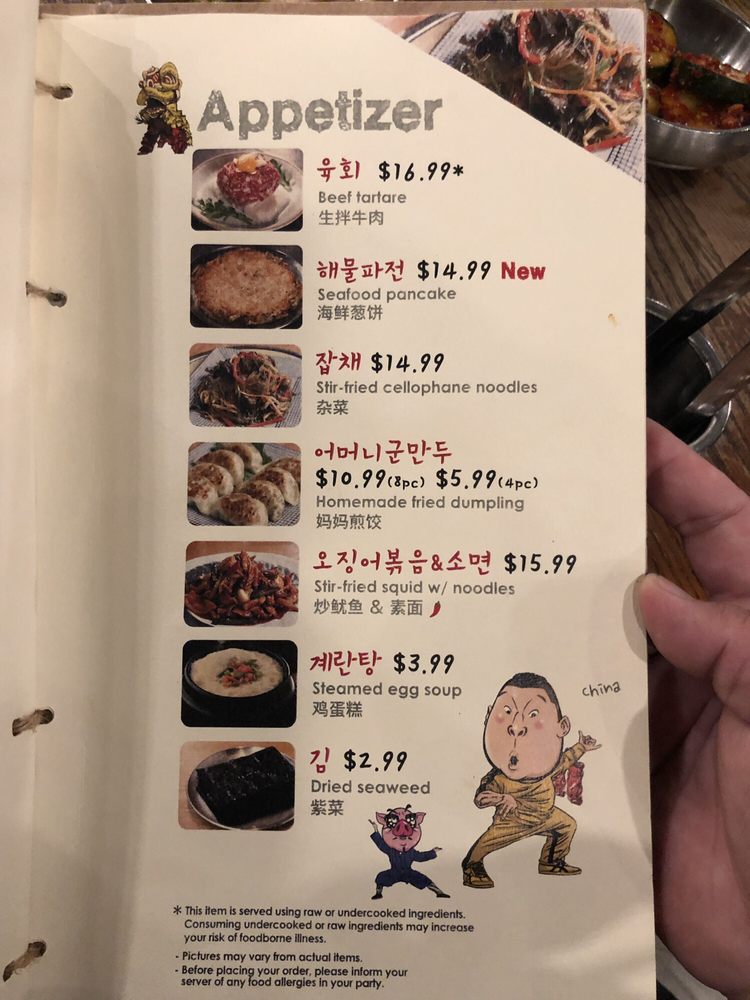 Appetizer
육회 $16.99*
Beef tartare
生拌牛肉
해물파전 $14.99 New
Seafood pancake
海鲜葱饼
잡채 $14.99
Stir-fried cellophane noodles
杂菜
어머니군만두
$10.99(8pc) $5.99(4pc)
Homemade fried dumpling
妈妈煎饺
오징어볶음&소면 $15.99
Stir-fried squid w/ noodles
炒鱿鱼 & 素面
계란탕 $3.99
Steamed egg soup
鸡蛋糕
china
김 $2.99
Dried seaweed
紫菜
* This item is served using raw or undercooked ingredients.
Consuming undercooked or raw ingredients may increase
your risk of foodborne illness.
- Pictures may vary from actual items.
- Before placing your order, please inform your
server of any food allergies in your party.